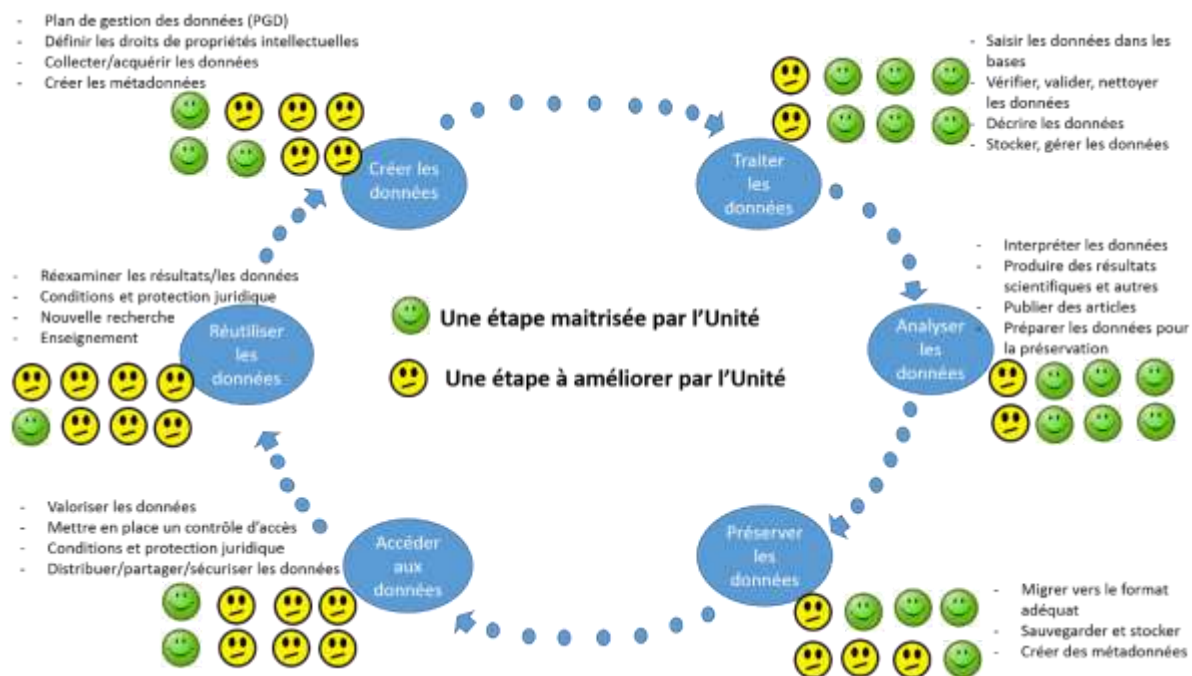 - Plan de gestion des données (PGD)
- Définir les droits de propriétés intellectuelles
- Collecter/acquérir les données
- Créer les métadonnées
Créer les
données
- Saisir les données dans les
bases
- Vérifier, valider, nettoyer
les données
- Décrire les données
- Stocker, gérer les données
Traiter
les
données
- Interpréter les données
- Produire des résultats
scientifiques et autres
- Publier des articles
- Préparer les données pour
la préservation
Analyser
les
données
- Réexaminer les résultats/les données
- Conditions et protection juridique
- Nouvelle recherche
- Enseignement
Réutiliser
les
données
Une étape maitrisée par l’Unité
Une étape à améliorer par l’Unité
- Valoriser les données
- Mettre en place un contrôle d’accès
- Conditions et protection juridique
- Distribuer/partager/sécuriser les données
Accéder
aux
données
Préserver
les
données
- Migrer vers le format
adéquat
- Sauvegarder et stocker
- Créer des métadonnées